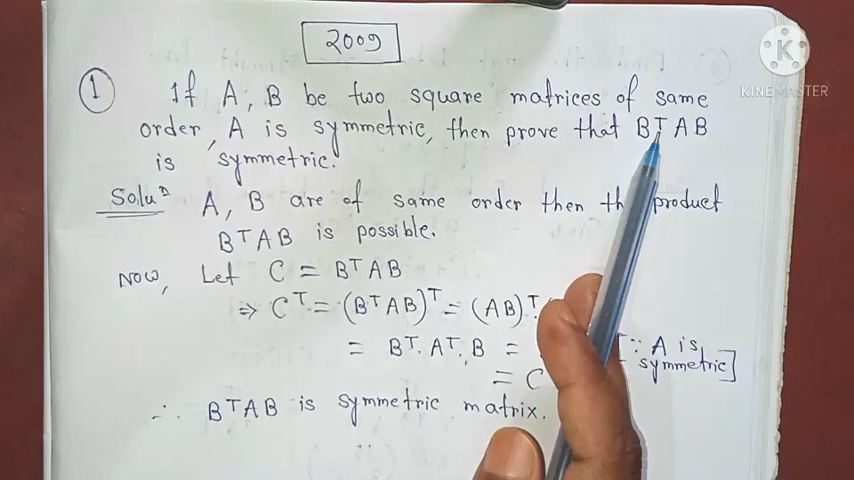 2009
1 If A, B be two square matrices of same
order, A is symmetric, then prove that BᵀAB
is symmetric.
Soluⁿ A, B are of same order then product
BᵀAB is possible.
Now, Let C = BᵀAB
⇒ Cᵀ = (BᵀAB)ᵀ = (AB)ᵀ.
= Bᵀ. Aᵀ. B = [∵ A is
symmetric]
= C
∴ BᵀAB is symmetric matrix.
KINEMASTER